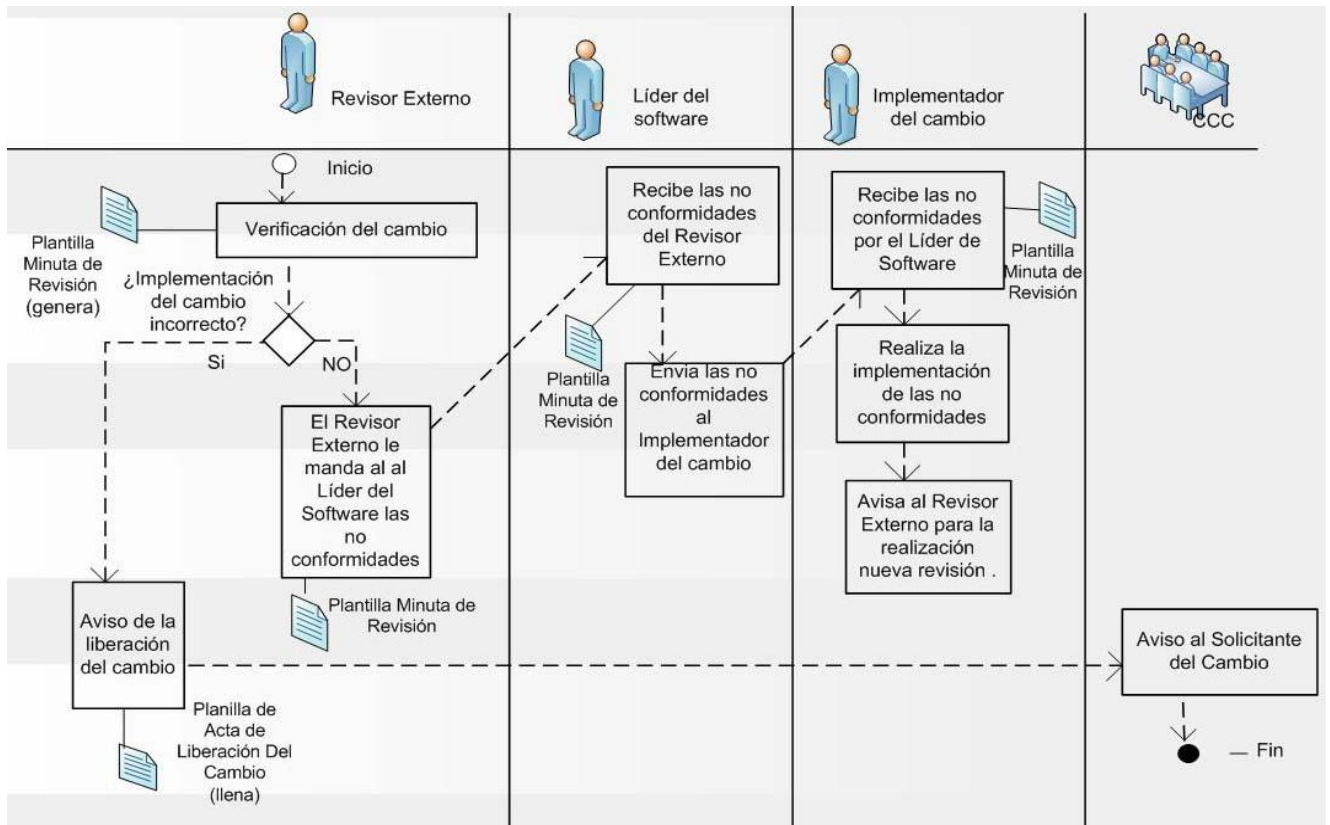 Revisor Externo
Líder del
software
Implementador
del cambio
CCC
Inicio
Verificación del cambio
Plantilla
Minuta de
Revisión
(genera)
¿Implementación
del cambio
incorrecto?
Si
NO
El Revisor
Externo le
manda al al
Líder del
Software las
no
conformidades
Plantilla Minuta de
Revisión
Aviso de la
liberación
del cambio
Planilla de
Acta de
Liberación Del
Cambio
(llena)
Recibe las no
conformidades
del Revisor
Externo
Plantilla
Minuta de
Revisión
Envia las no
conformidades
al
Implementador
del cambio
Recibe las no
conformidades
por el Líder de
Software
Plantilla
Minuta de
Revisión
Realiza la
implementación
de las no
conformidades
Avisa al Revisor
Externo para la
realización
nueva revisión .
Aviso al Solicitante
del Cambio
— Fin